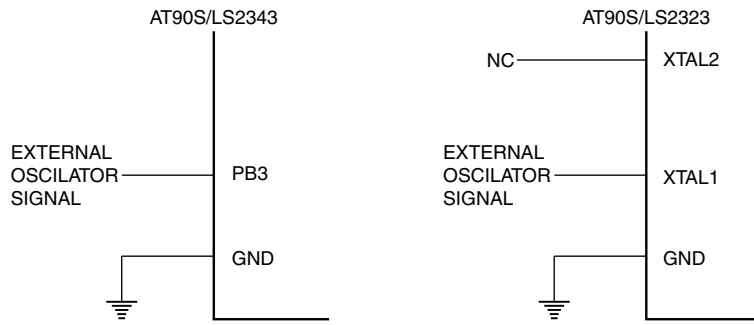 AT90S/LS2343
EXTERNAL
OSCILATOR
SIGNAL
PB3
GND
AT90S/LS2323
NC
XTAL2
EXTERNAL
OSCILATOR
SIGNAL
XTAL1
GND